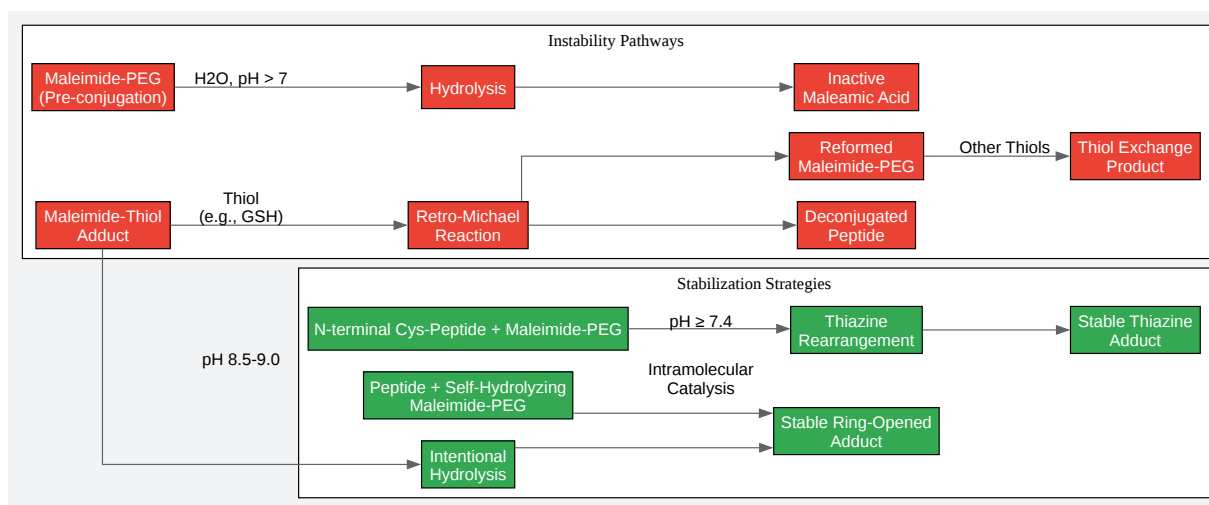 Instability Pathways
Maleimide-PEG
(Pre-conjugation)
H2O, pH > 7
Hydrolysis
Inactive
Maleamic Acid
Reformed
Maleimide-PEG
Other Thiols
Thiol Exchange
Product
Maleimide-Thiol
Adduct
Thiol
(e.g., GSH)
Retro-Michael
Reaction
Deconjugated
Peptide
Stabilization Strategies
N-terminal Cys-Peptide + Maleimide-PEG
pH ≥ 7.4
Thiazine
Rearrangement
Stable Thiazine
Adduct
pH 8.5-9.0
Peptide + Self-Hydrolyzing
Maleimide-PEG
Intramolecular
Catalysis
Stable Ring-Opened
Adduct
Intentional
Hydrolysis